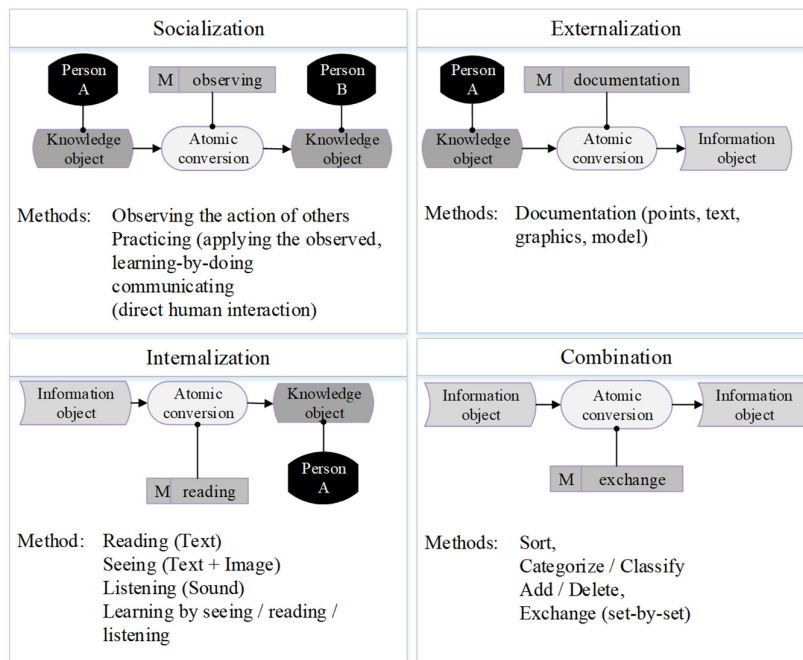 Socialization
Person
A
M observing
Person
B
Knowledge
object
Atomic
conversion
Knowledge
object
Methods: Observing the action of others
Practicing (applying the observed,
learning-by-doing
communicating
(direct human interaction)
Externalization
Person
A
M documentation
Knowledge
object
Atomic
conversion
Information
object
Methods: Documentation (points, text,
graphics, model)
Internalization
Information
object
Atomic
conversion
Knowledge
object
M reading
Person
A
Method: Reading (Text)
Seeing (Text + Image)
Listening (Sound)
Learning by seeing / reading /
listening
Combination
Information
object
Atomic
conversion
Information
object
M exchange
Methods: Sort,
Categorize / Classify
Add / Delete,
Exchange (set-by-set)